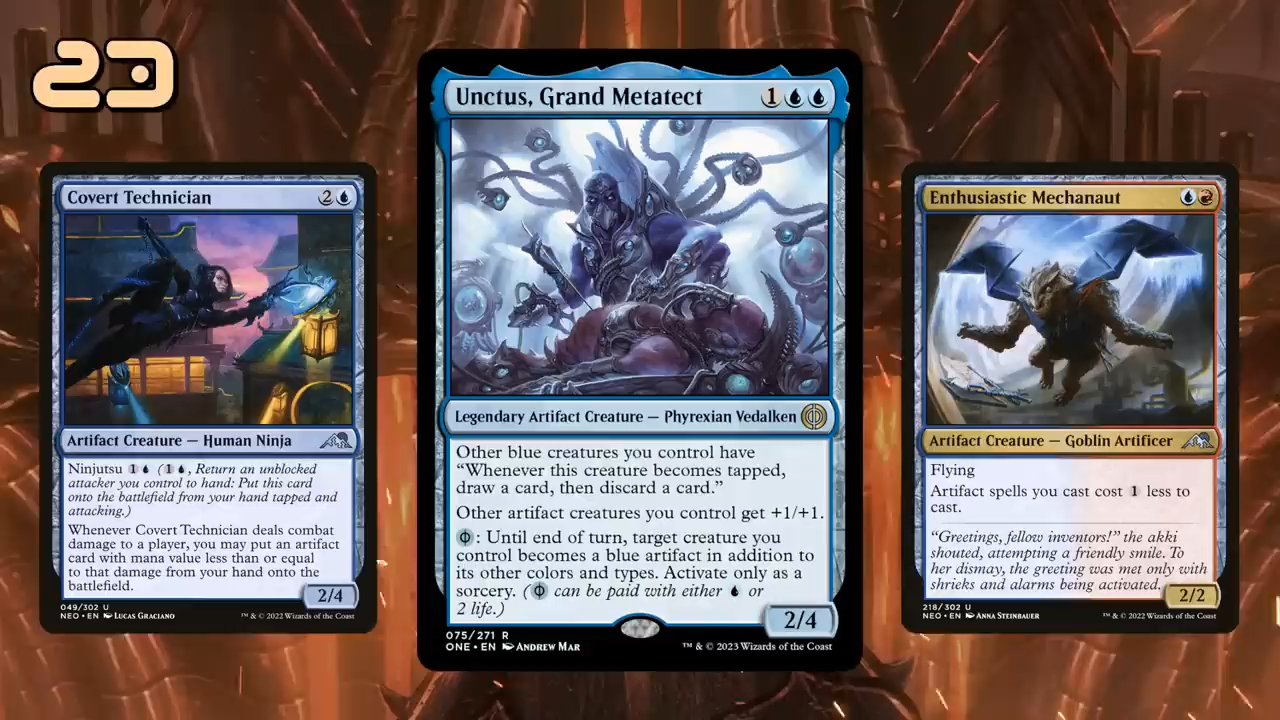 23
Covert Technician 2
Artifact Creature — Human Ninja
Ninjutsu 1 (1, Return an unblocked
attacker you control to hand: Put this card
onto the battlefield from your hand tapped and
attacking.)
Whenever Covert Technician deals combat
damage to a player, you may put an artifact
card with mana value less than or equal
to that damage from your hand onto the
battlefield.
2/4
049/302 U
NEO • EN Lucas Graciano
™ & © 2022 Wizards of the Coast
Unctus, Grand Metatect 1
Legendary Artifact Creature — Phyrexian Vedalken
Other blue creatures you control have
“Whenever this creature becomes tapped,
draw a card, then discard a card.”
Other artifact creatures you control get +1/+1.
: Until end of turn, target creature you
control becomes a blue artifact in addition to
its other colors and types. Activate only as a
sorcery. ( can be paid with either or
2 life.)
2/4
075/271 R
ONE • EN Andrew Mar
™ & © 2023 Wizards of the Coast
Enthusiastic Mechanaut
Artifact Creature — Goblin Artificer
Flying
Artifact spells you cast cost 1 less to
cast.
“Greetings, fellow inventors!” the akki
shouted, attempting a friendly smile. To
her dismay, the greeting was met only with
shrieks and alarms being activated.
2/2
218/302 U
NEO • EN Anna Steinbauer
™ & © 2022 Wizards of the Coast